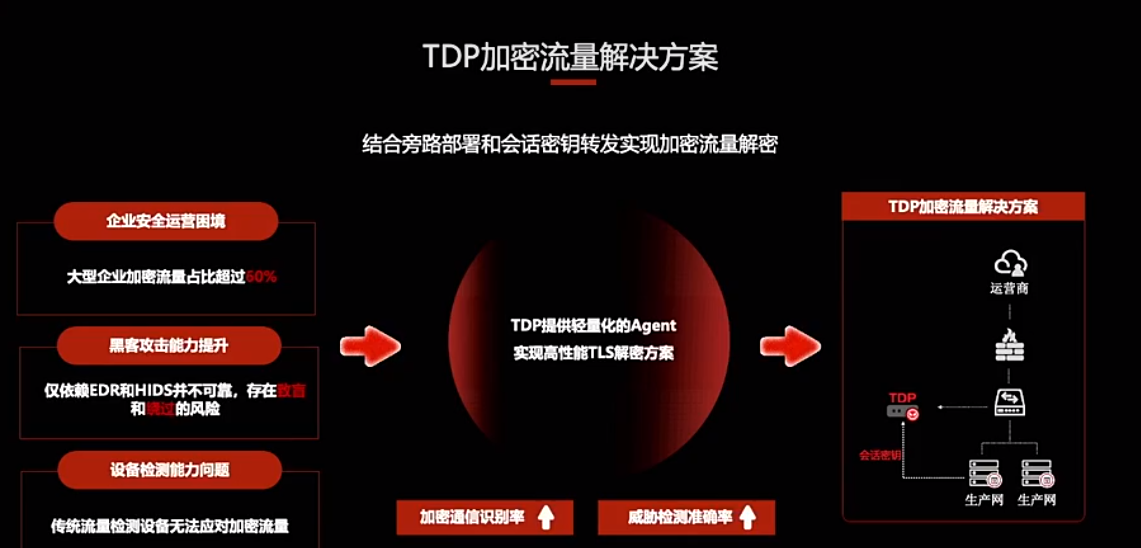 TDP加密流量解决方案
结合旁路部署和会话密钥转发实现加密流量解密
企业安全运营困境
大型企业加密流量占比超过60%
黑客攻击能力提升
仅依赖EDR和HIDS并不可靠，存在致盲
和绕过的风险
设备检测能力问题
传统流量检测设备无法应对加密流量
TDP提供轻量化的Agent
实现高性能TLS解密方案
加密通信识别率
威胁检测准确率
TDP加密流量解决方案
运营商
TDP
会话密钥
生产网
生产网